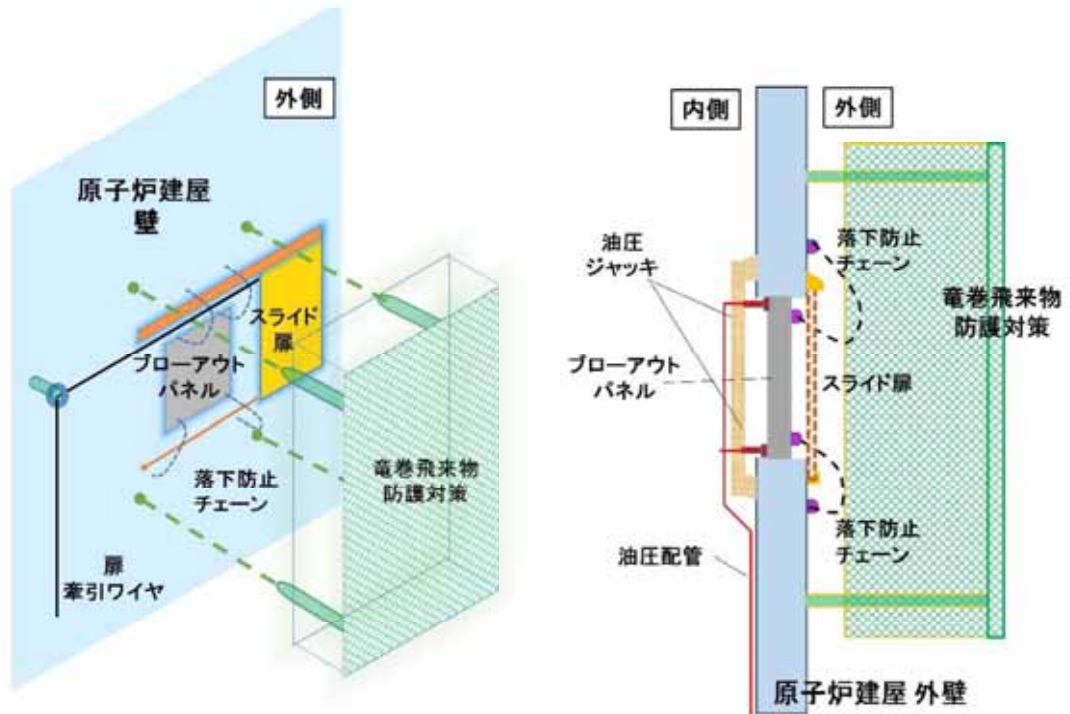 外側
原子炉建屋
壁
スライド
扉
ブローアウト
パネル
竜巻飛来物
防護対策
落下防止
チェーン
扉
牽引ワイヤ
内側
外側
油圧
ジャッキ
落下防止
チェーン
竜巻飛来物
防護対策
ブローアウト
パネル
スライド扉
落下防止
チェーン
油圧配管
原子炉建屋 外壁